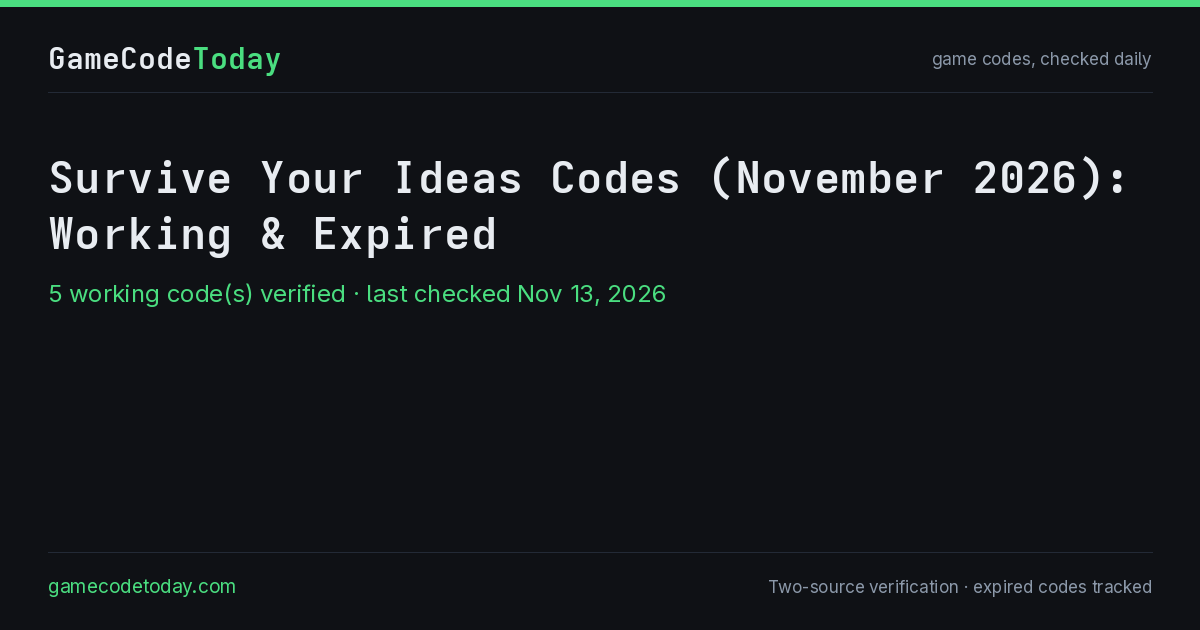 GameCodeToday
game codes, checked daily
Survive Your Ideas Codes (November 2026):
Working & Expired
5 working code(s) verified · last checked Nov 13, 2026
gamecodetoday.com
Two-source verification · expired codes tracked